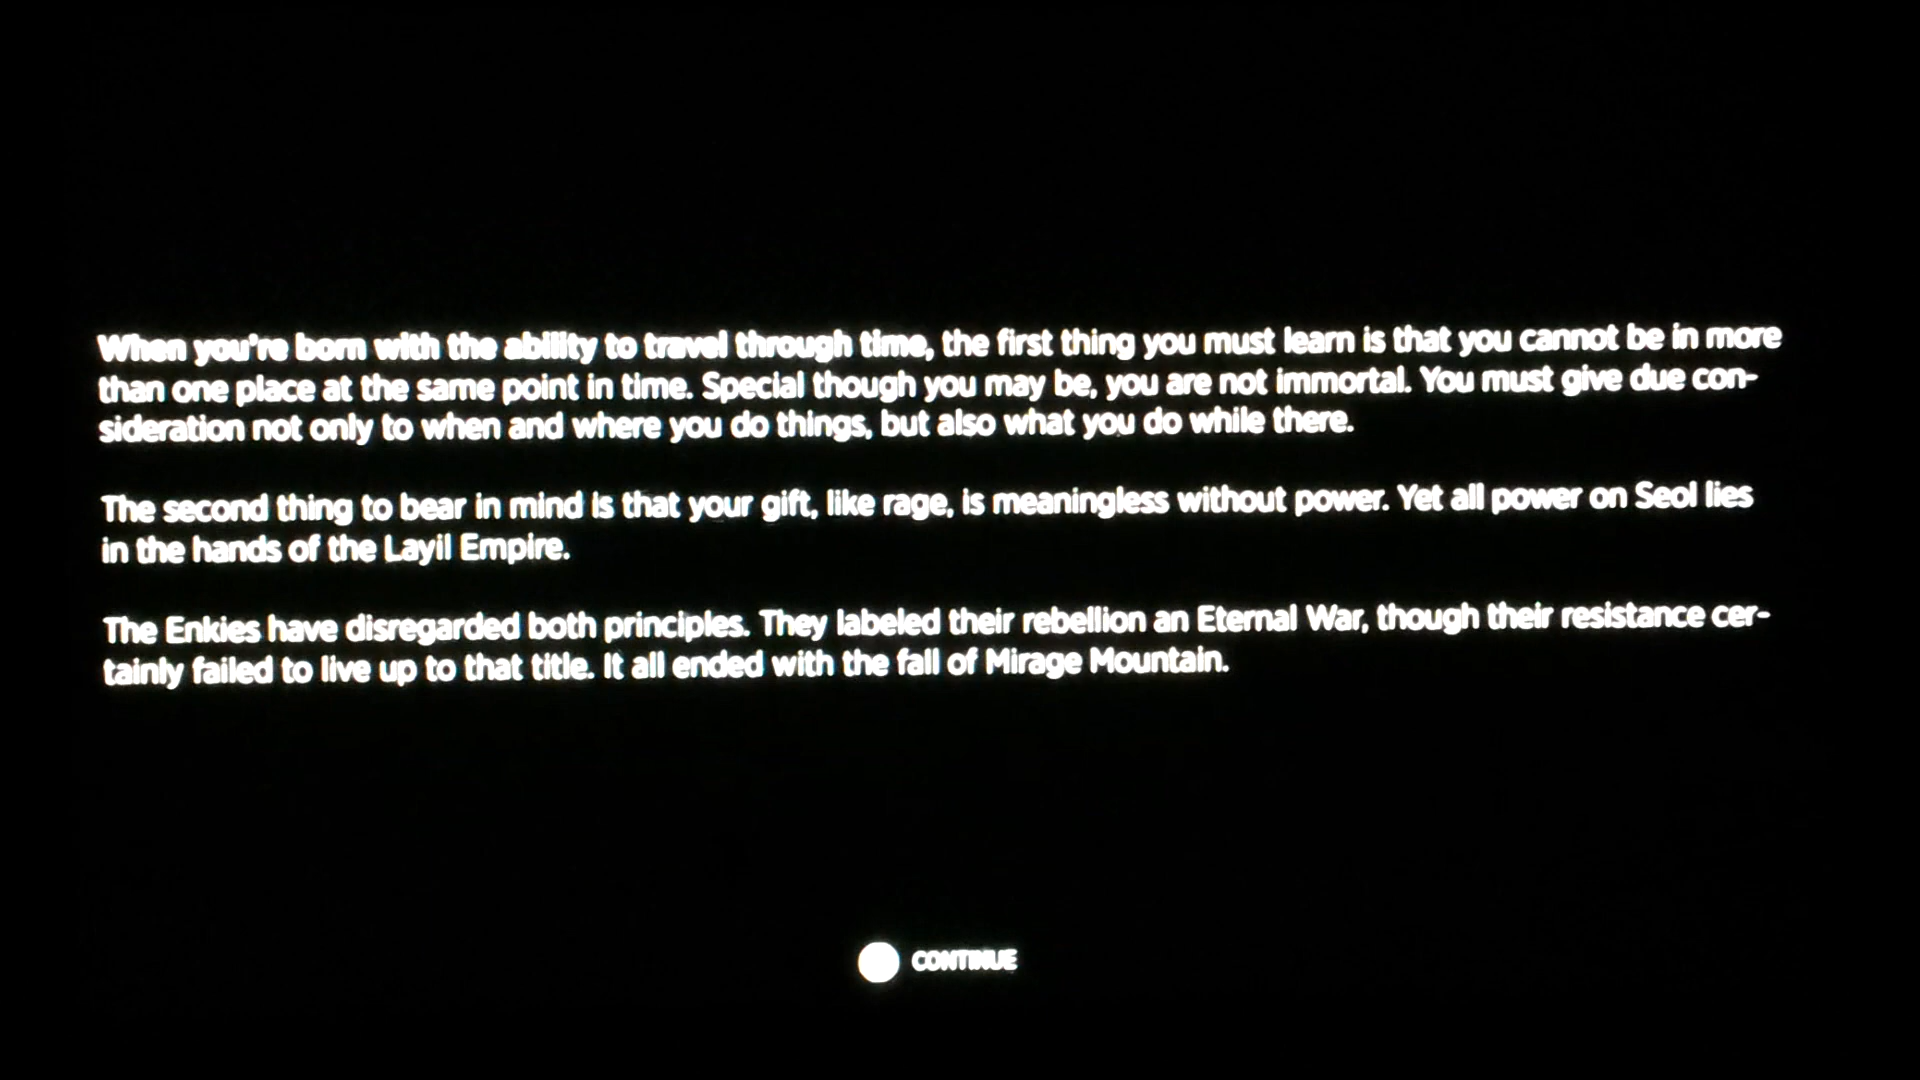 When you're born with the ability to travel through time, the first thing you must learn is that you cannot be in more
than one place at the same point in time. Special though you may be, you are not immortal. You must give due con-
sideration not only to when and where you do things, but also what you do while there.
The second thing to bear in mind is that your gift, like rage, is meaningless without power. Yet all power on Seol lies
in the hands of the Layil Empire.
The Enkies have disregarded both principles. They labeled their rebellion an Eternal War, though their resistance cer-
tainly failed to live up to that title. It all ended with the fall of Mirage Mountain.
CONTINUE